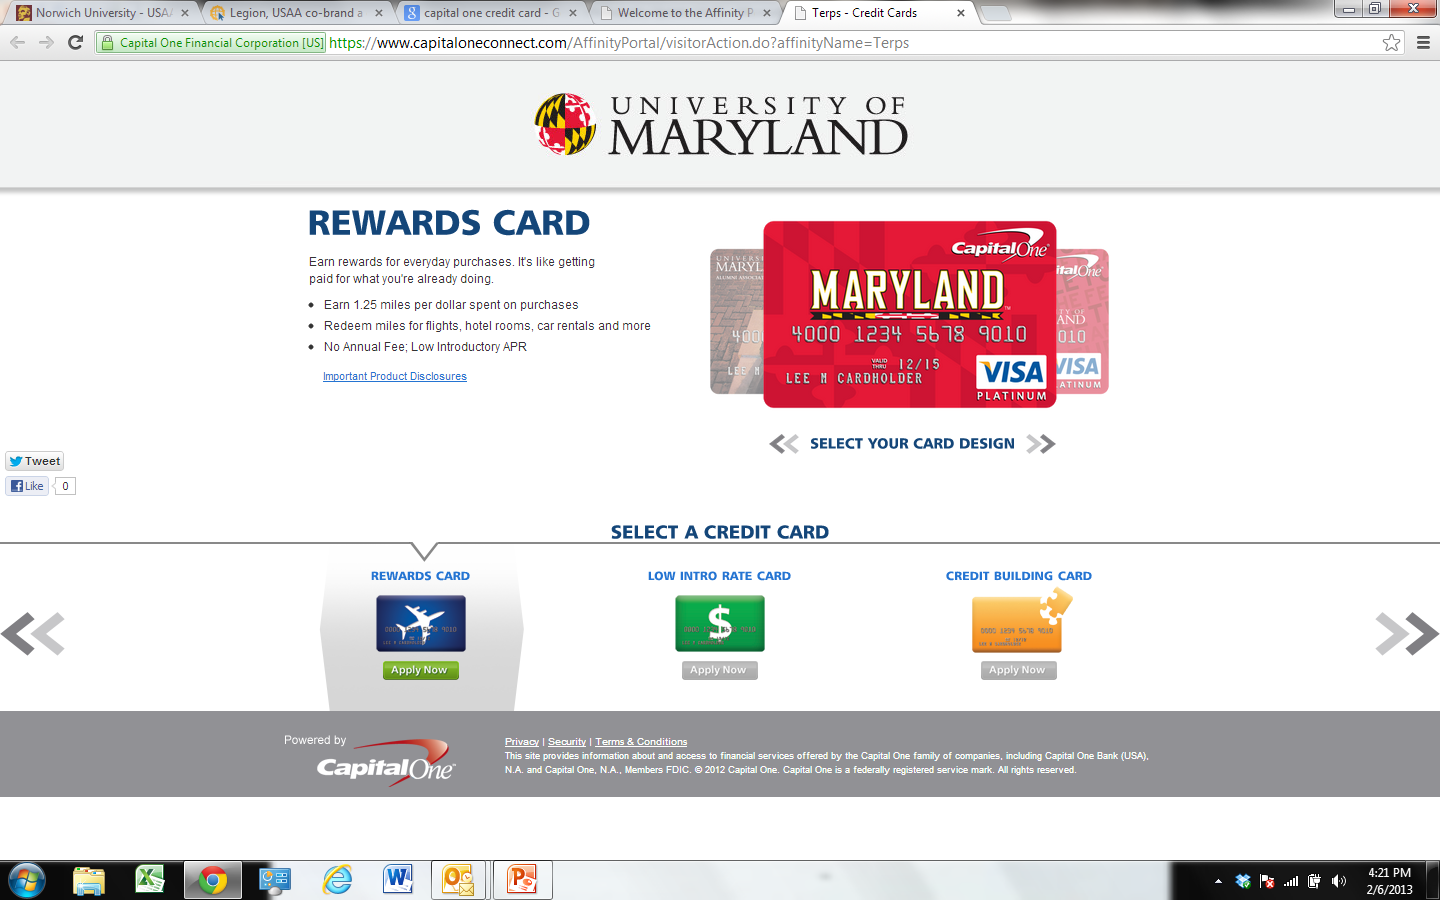 Norwich University - USAA
Legion, USAA co-brand a
capital one credit card - G
Welcome to the Affinity P
Terps - Credit Cards
Capital One Financial Corporation [US]
https://www.capitaloneconnect.com/AffinityPortal/visitorAction.do?affinityName=Terps
UNIVERSITY OF
MARYLAND
REWARDS CARD
Earn rewards for everyday purchases. It's like getting
paid for what you're already doing.
• Earn 1.25 miles per dollar spent on purchases
• Redeem miles for flights, hotel rooms, car rentals and more
• No Annual Fee; Low Introductory APR
Important Product Disclosures
Capital One
MARYLAND
4000 1234 5678 9010
VALID THRU 12/15
LEE M CARDHOLDER
VISA
PLATINUM
SELECT YOUR CARD DESIGN
Tweet
Like 0
SELECT A CREDIT CARD
REWARDS CARD
LOW INTRO RATE CARD
CREDIT BUILDING CARD
Apply Now
Apply Now
Apply Now
Powered by
Capital One
Privacy | Security | Terms & Conditions
This site provides information about and access to financial services offered by the Capital One family of companies, including Capital One Bank (USA),
N.A. and Capital One, N.A., Members FDIC. © 2012 Capital One. Capital One is a federally registered service mark. All rights reserved.
4:21 PM
2/6/2013